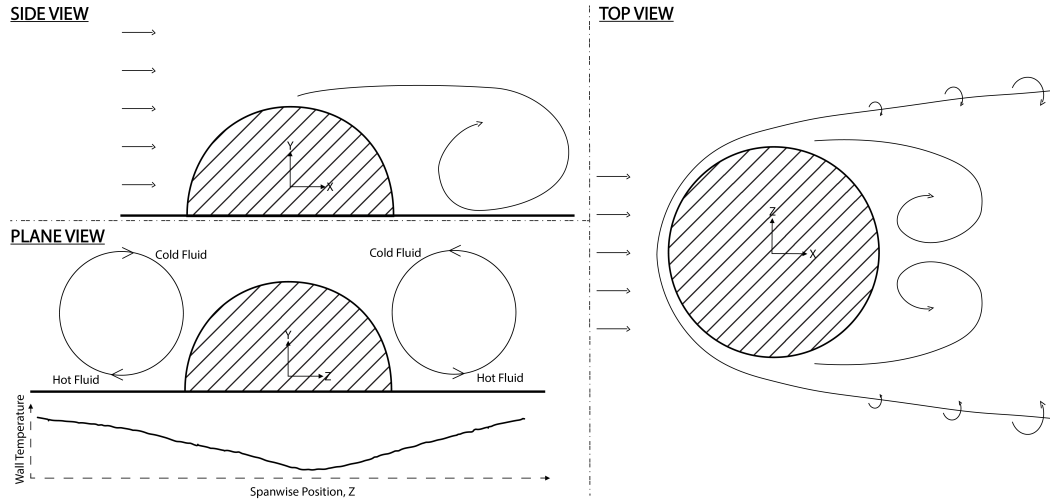 SIDE VIEW
Y
X
PLANE VIEW
Cold Fluid
Cold Fluid
Hot Fluid
Hot Fluid
Y
Z
Wall Temperature
Spanwise Position, Z
TOP VIEW
Z
X